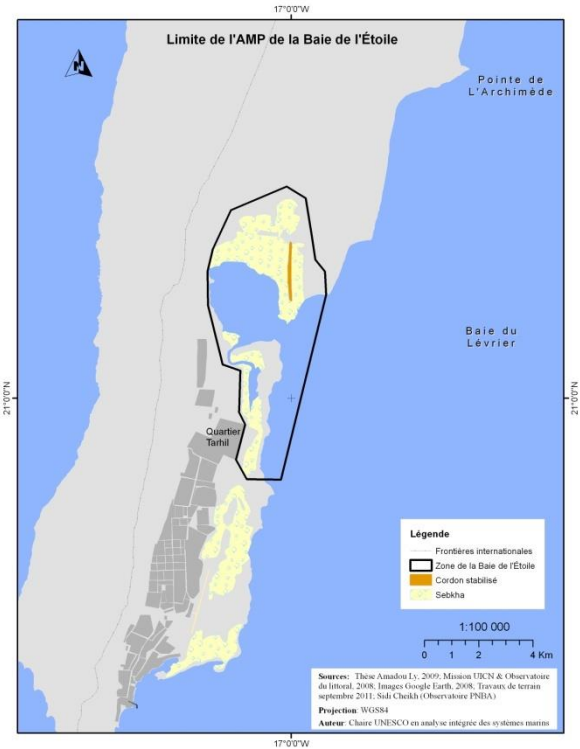 17°0'0"W
Limite de l'AMP de la Baie de l'Étoile
N
Pointe de
L'Archimède
Baie du
Lévrier
21°0'0"N
21°0'0"N
Quartier
Tarhil
Légende
Frontières internationales
Zone de la Baie de l'Étoile
Cordon stabilisé
Sebkha
1:100 000
0 1 2 4 Km
Sources: Thèse Amadou Ly, 2009; Mission UICN & Observatoire
du littoral, 2008; Images Google Earth, 2008; Travaux de terrain
septembre 2011; Sidi Cheikh (Observatoire PNBA)
Projection: WGS84
Auteur: Chaire UNESCO en analyse intégrée des systèmes marins
17°0'0"W